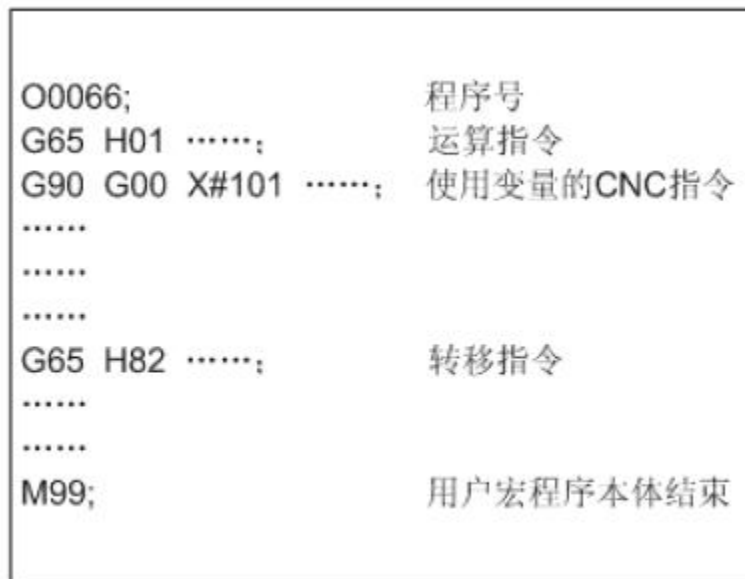 O0066; 程序号
G65 H01 ……; 运算指令
G90 G00 X#101 ……; 使用变量的CNC指令
……
……
……
G65 H82 ……; 转移指令
……
……
M99; 用户宏程序本体结束